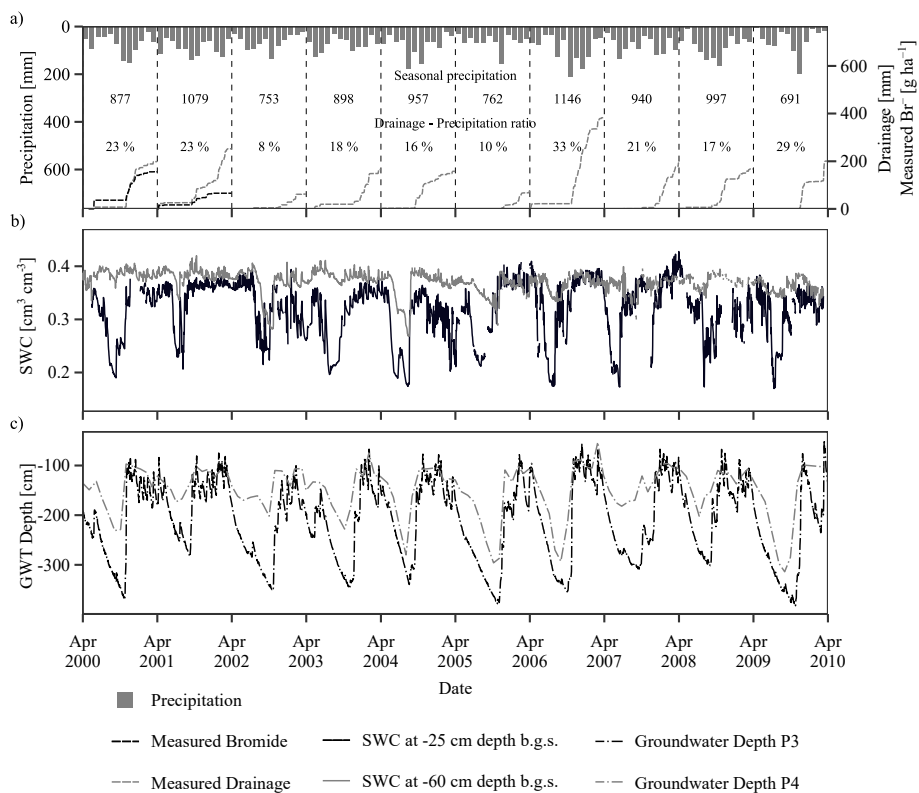 a)
0
200
400
600
Precipitation [mm]
Seasonal precipitation
877 1079 753 898 957 762 1146 940 997 691
Drainage - Precipitation ratio
23 % 23 % 8 % 18 % 16 % 10 % 33 % 21 % 17 % 29 %
600
400
200
0
Drainage [mm]
Measured Br⁻ [g ha⁻¹]
b)
0.4
0.3
0.2
SWC [cm³ cm⁻³]
c)
-100
-200
-300
GWT Depth [cm]
Apr Apr Apr Apr Apr Apr Apr Apr Apr Apr Apr
2000 2001 2002 2003 2004 2005 2006 2007 2008 2009 2010
Date
Precipitation
Measured Bromide SWC at -25 cm depth b.g.s. Groundwater Depth P3
Measured Drainage SWC at -60 cm depth b.g.s. Groundwater Depth P4